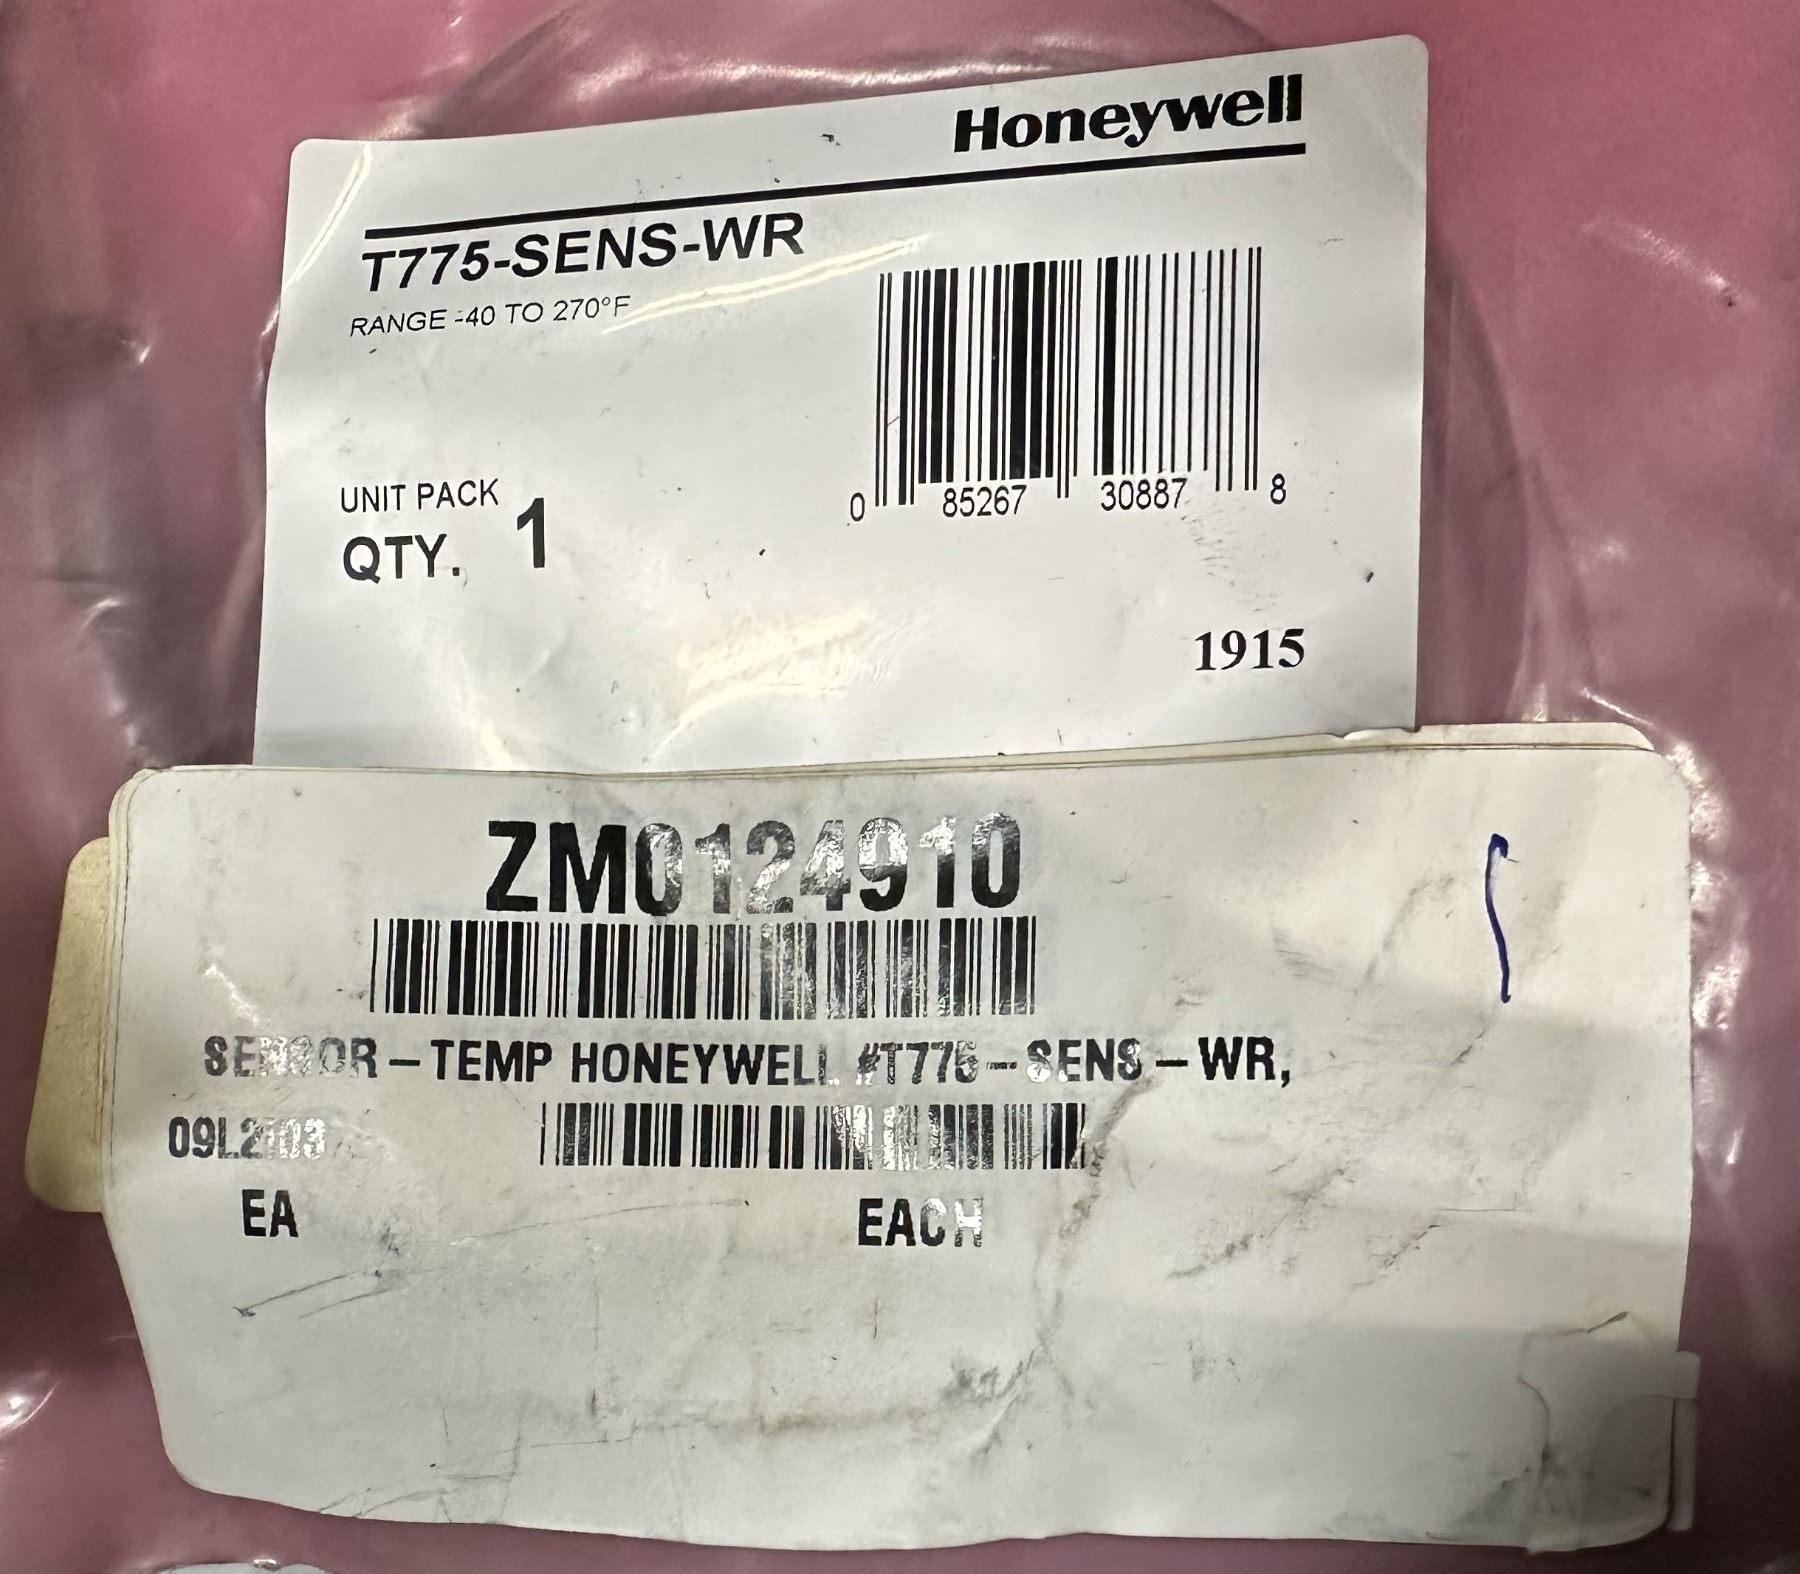 Honeywell
T775-SENS-WR
RANGE -40 TO 270°F
0 85267 30887 8
UNIT PACK
QTY. 1
1915
ZM0124910
SENSOR-TEMP HONEYWELL #T775-SENS-WR,
EA EACH